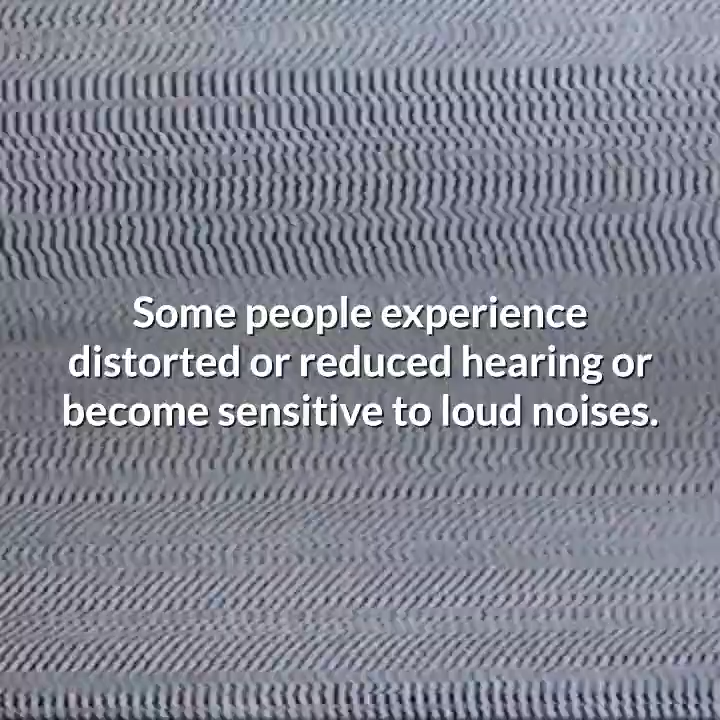 Some people experience
distorted or reduced hearing or
become sensitive to loud noises.